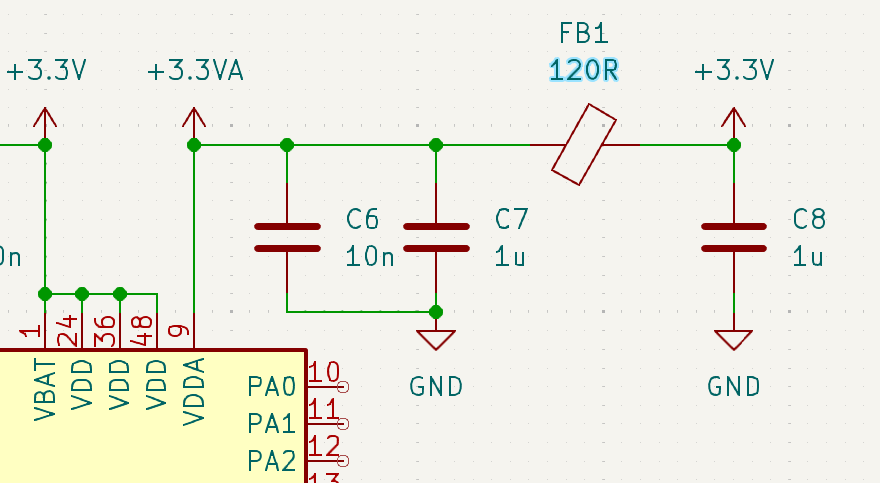 FB1
+3.3V
+3.3VA
120R
+3.3V
C6
10n
C7
1u
C8
1u
0n
1
24
36
48
9
VBAT
VDD
VDD
VDD
VDDA
GND
GND
PA0
10
PA1
11
PA2
12
13